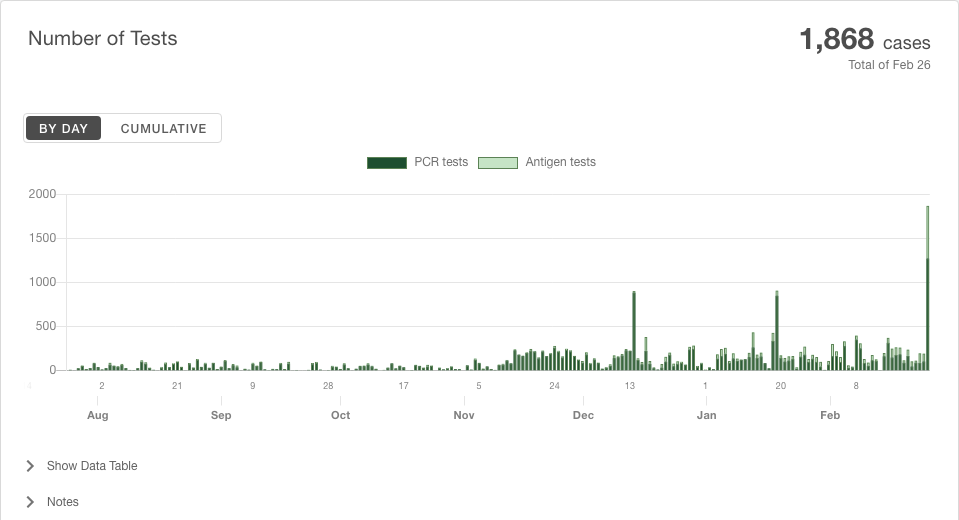 Number of Tests
1,868 cases
Total of Feb 26
BY DAY CUMULATIVE
PCR tests Antigen tests
2000
1500
1000
500
0
2 21 9 28 17 5 24 13 1 20 8
Aug Sep Oct Nov Dec Jan Feb
Show Data Table
Notes